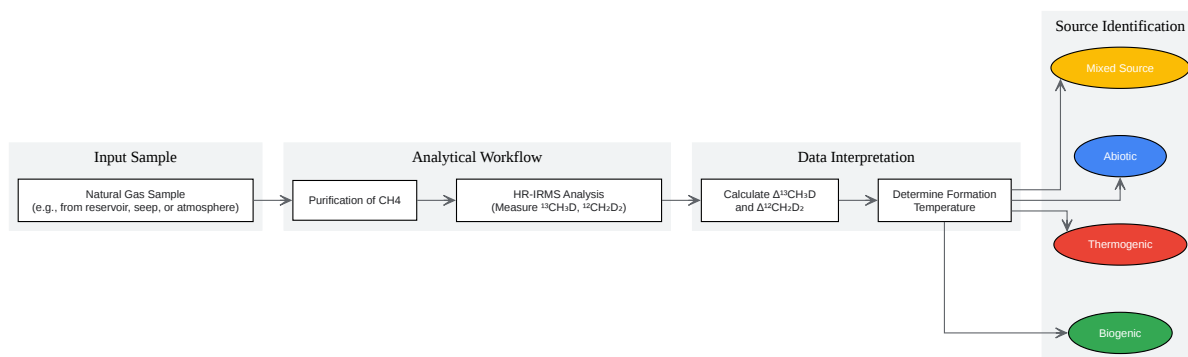 Source Identification
Mixed Source
Input Sample
Analytical Workflow
Data Interpretation
Abiotic
Natural Gas Sample
(e.g., from reservoir, seep, or atmosphere)
Purification of CH4
HR-IRMS Analysis
(Measure ¹³CH₃D, ¹²CH₂D₂)
Calculate Δ¹³CH₃D
and Δ¹²CH₂D₂
Determine Formation
Temperature
Thermogenic
Biogenic